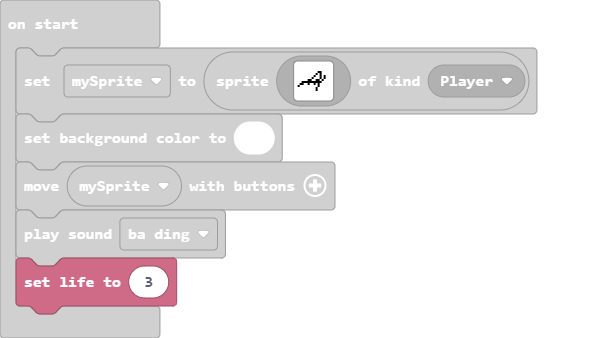 on start
set mySprite to sprite of kind Player
set background color to
move mySprite with buttons
play sound ba ding
set life to 3